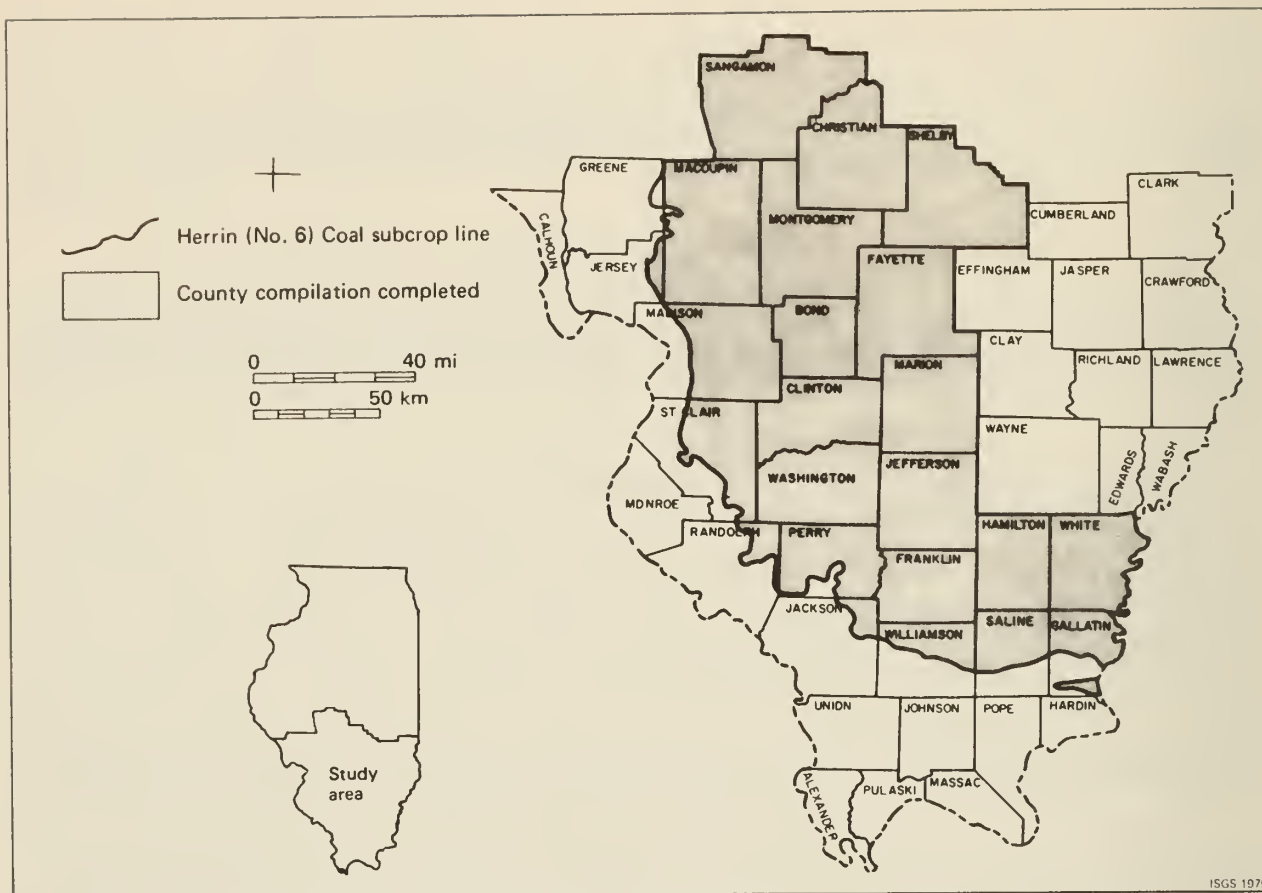 SANGAMON
CHRISTIAN
SHELBY
GREENE
MACOUPIN
CLARK
CUMBERLAND
MONTGOMERY
CALHOUN
Herrin (No. 6) Coal subcrop line
JERSEY
FAYETTE
EFFINGHAM
JASPER
CRAWFORD
County compilation completed
MADISON
BOND
CLAY
RICHLAND
LAWRENCE
0 40 mi
MARION
0 50 km
CLINTON
ST CLAIR
WAYNE
EDWARDS
WABASH
JEFFERSON
WASHINGTON
MONROE
RANDOLPH
PERRY
HAMILTON
WHITE
FRANKLIN
JACKSON
WILLIAMSON
SALINE
GALLATIN
UNION
JOHNSON
POPE
HARDIN
Study
area
ALEXANDER
PULASKI
MASSAC
ISGS 1979